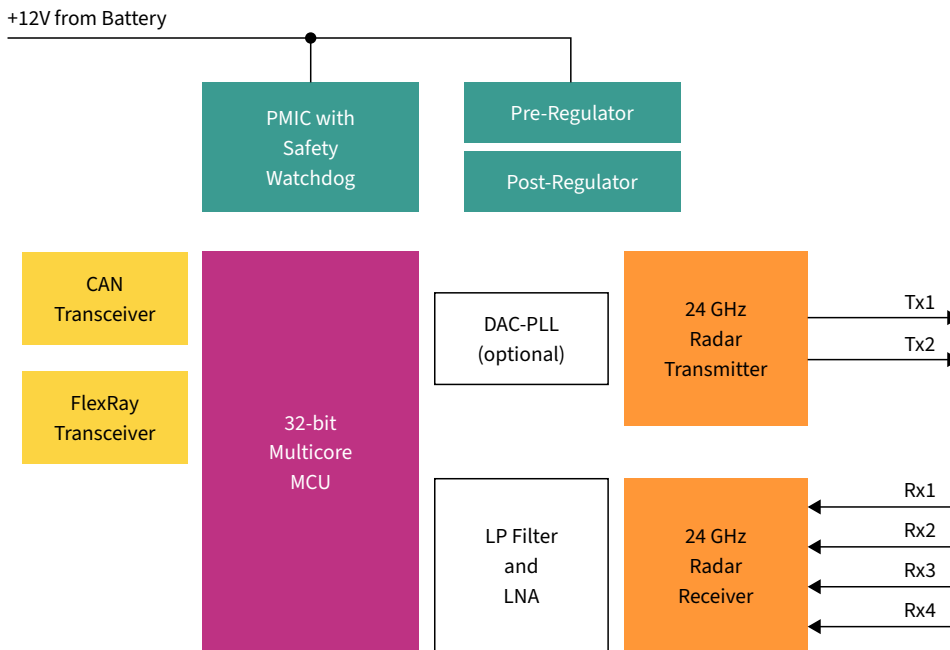 +12V from Battery
PMIC with
Safety
Watchdog
Pre-Regulator
Post-Regulator
CAN
Transceiver
FlexRay
Transceiver
32-bit
Multicore
MCU
DAC-PLL
(optional)
24 GHz
Radar
Transmitter
Tx1
Tx2
LP Filter
and
LNA
24 GHz
Radar
Receiver
Rx1
Rx2
Rx3
Rx4